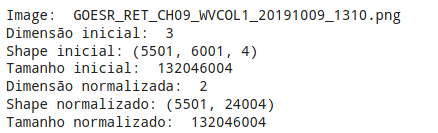 Image:  GOESR_RET_CH09_WVCOL1_20191009_1310.png
Dimensão inicial:  3
Shape inicial: (5501, 6001, 4)
Tamanho inicial:  132046004
Dimensão normalizada:  2
Shape normalizado: (5501, 24004)
Tamanho normalizado:  132046004